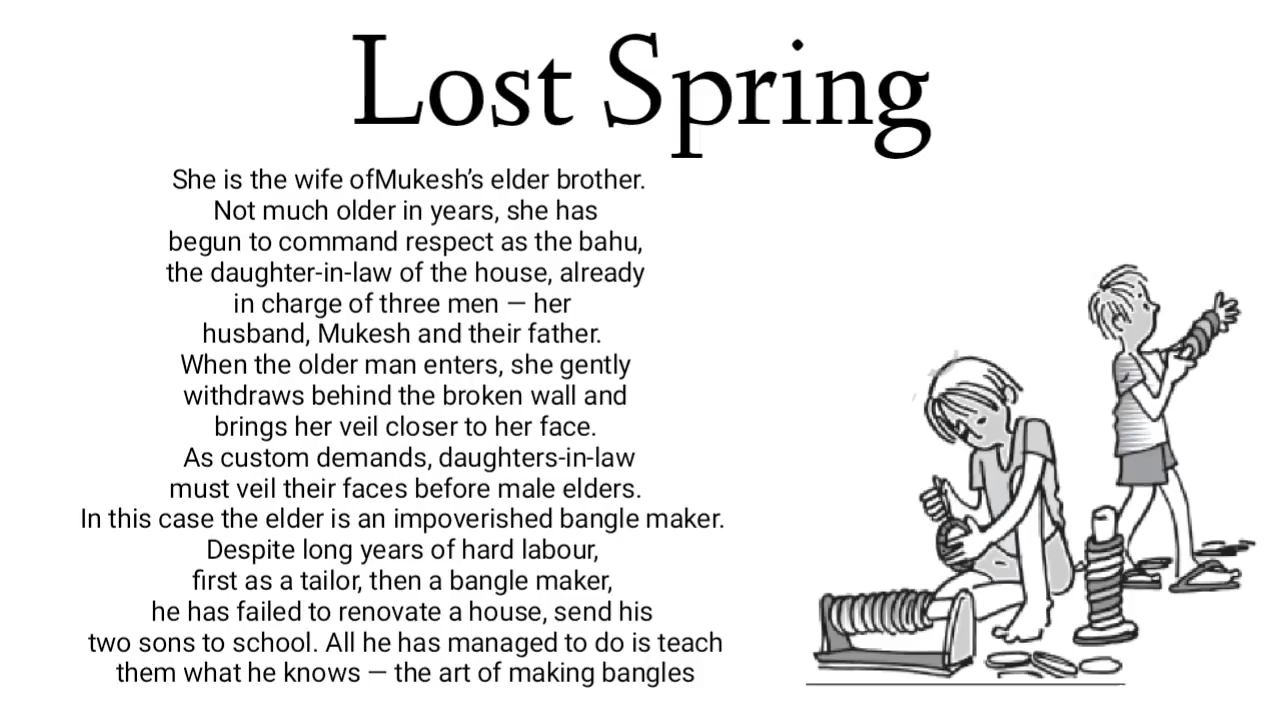 Lost Spring
She is the wife ofMukesh's elder brother.
Not much older in years, she has
begun to command respect as the bahu,
the daughter-in-law of the house, already
in charge of three men — her
husband, Mukesh and their father.
When the older man enters, she gently
withdraws behind the broken wall and
brings her veil closer to her face.
As custom demands, daughters-in-law
must veil their faces before male elders.
In this case the elder is an impoverished bangle maker.
Despite long years of hard labour,
first as a tailor, then a bangle maker,
he has failed to renovate a house, send his
two sons to school. All he has managed to do is teach
them what he knows — the art of making bangles